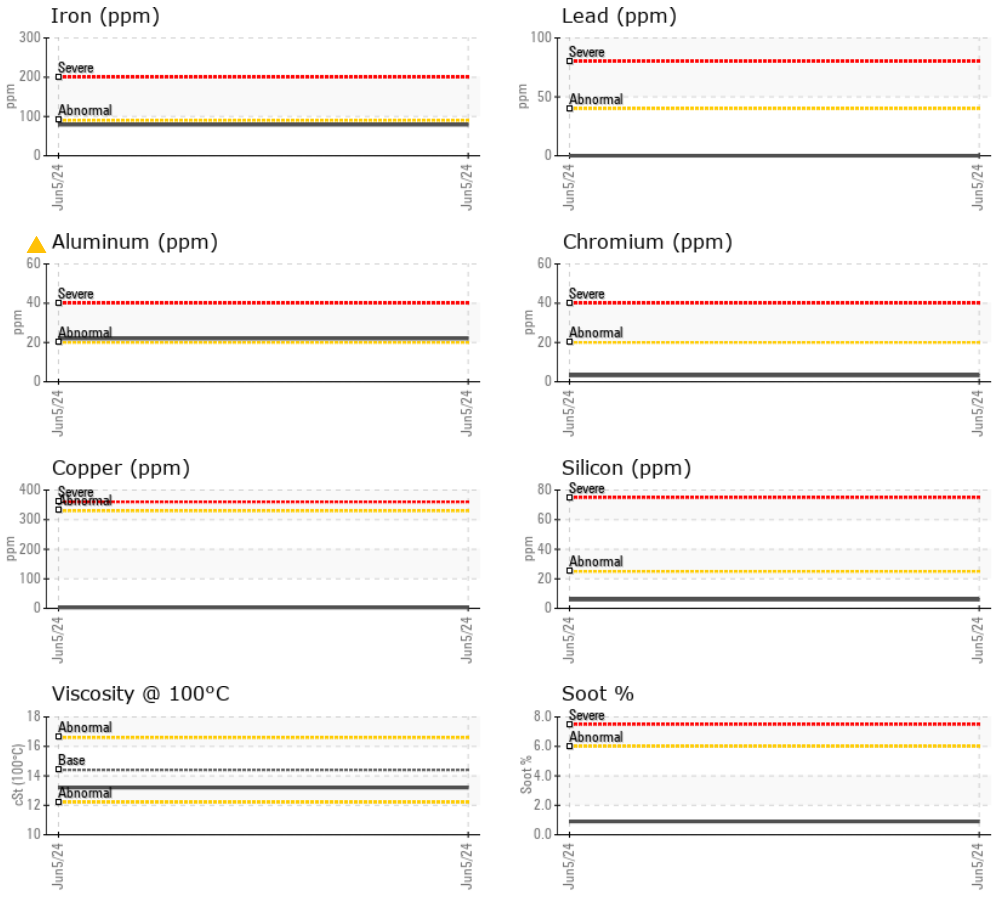 Iron (ppm)
300
200
100
0
ppm
Severe
Abnormal
Jun5/24
Jun5/24
Lead (ppm)
100
50
0
ppm
Severe
Abnormal
Jun5/24
Jun5/24
Aluminum (ppm)
60
40
20
0
ppm
Severe
Abnormal
Jun5/24
Jun5/24
Chromium (ppm)
60
40
20
0
ppm
Severe
Abnormal
Jun5/24
Jun5/24
Copper (ppm)
400
300
200
100
0
ppm
Severe
Abnormal
Jun5/24
Jun5/24
Silicon (ppm)
80
60
40
20
0
ppm
Severe
Abnormal
Jun5/24
Jun5/24
Viscosity @ 100°C
18
16
14
12
10
cSt (100°C)
Abnormal
Base
Abnormal
Jun5/24
Jun5/24
Soot %
8.0
6.0
4.0
2.0
0.0
Soot %
Severe
Abnormal
Jun5/24
Jun5/24